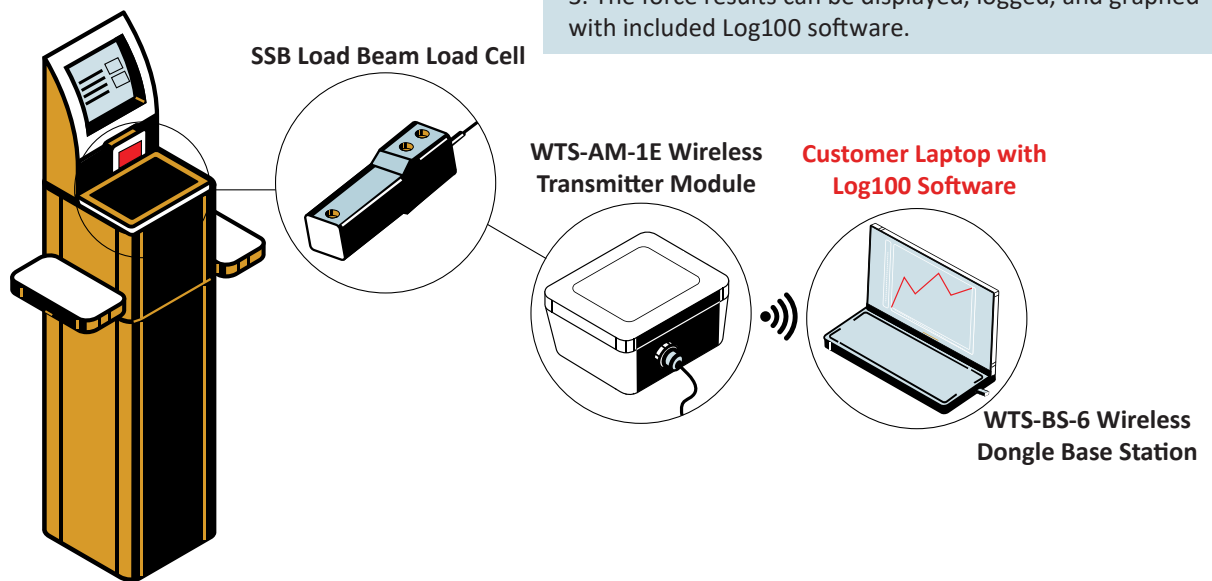 3. The force results can be displayed, logged, and graphed
with included Log100 software.
SSB Load Beam Load Cell
WTS-AM-1E Wireless
Transmitter Module
Customer Laptop with
Log100 Software
WTS-BS-6 Wireless
Dongle Base Station